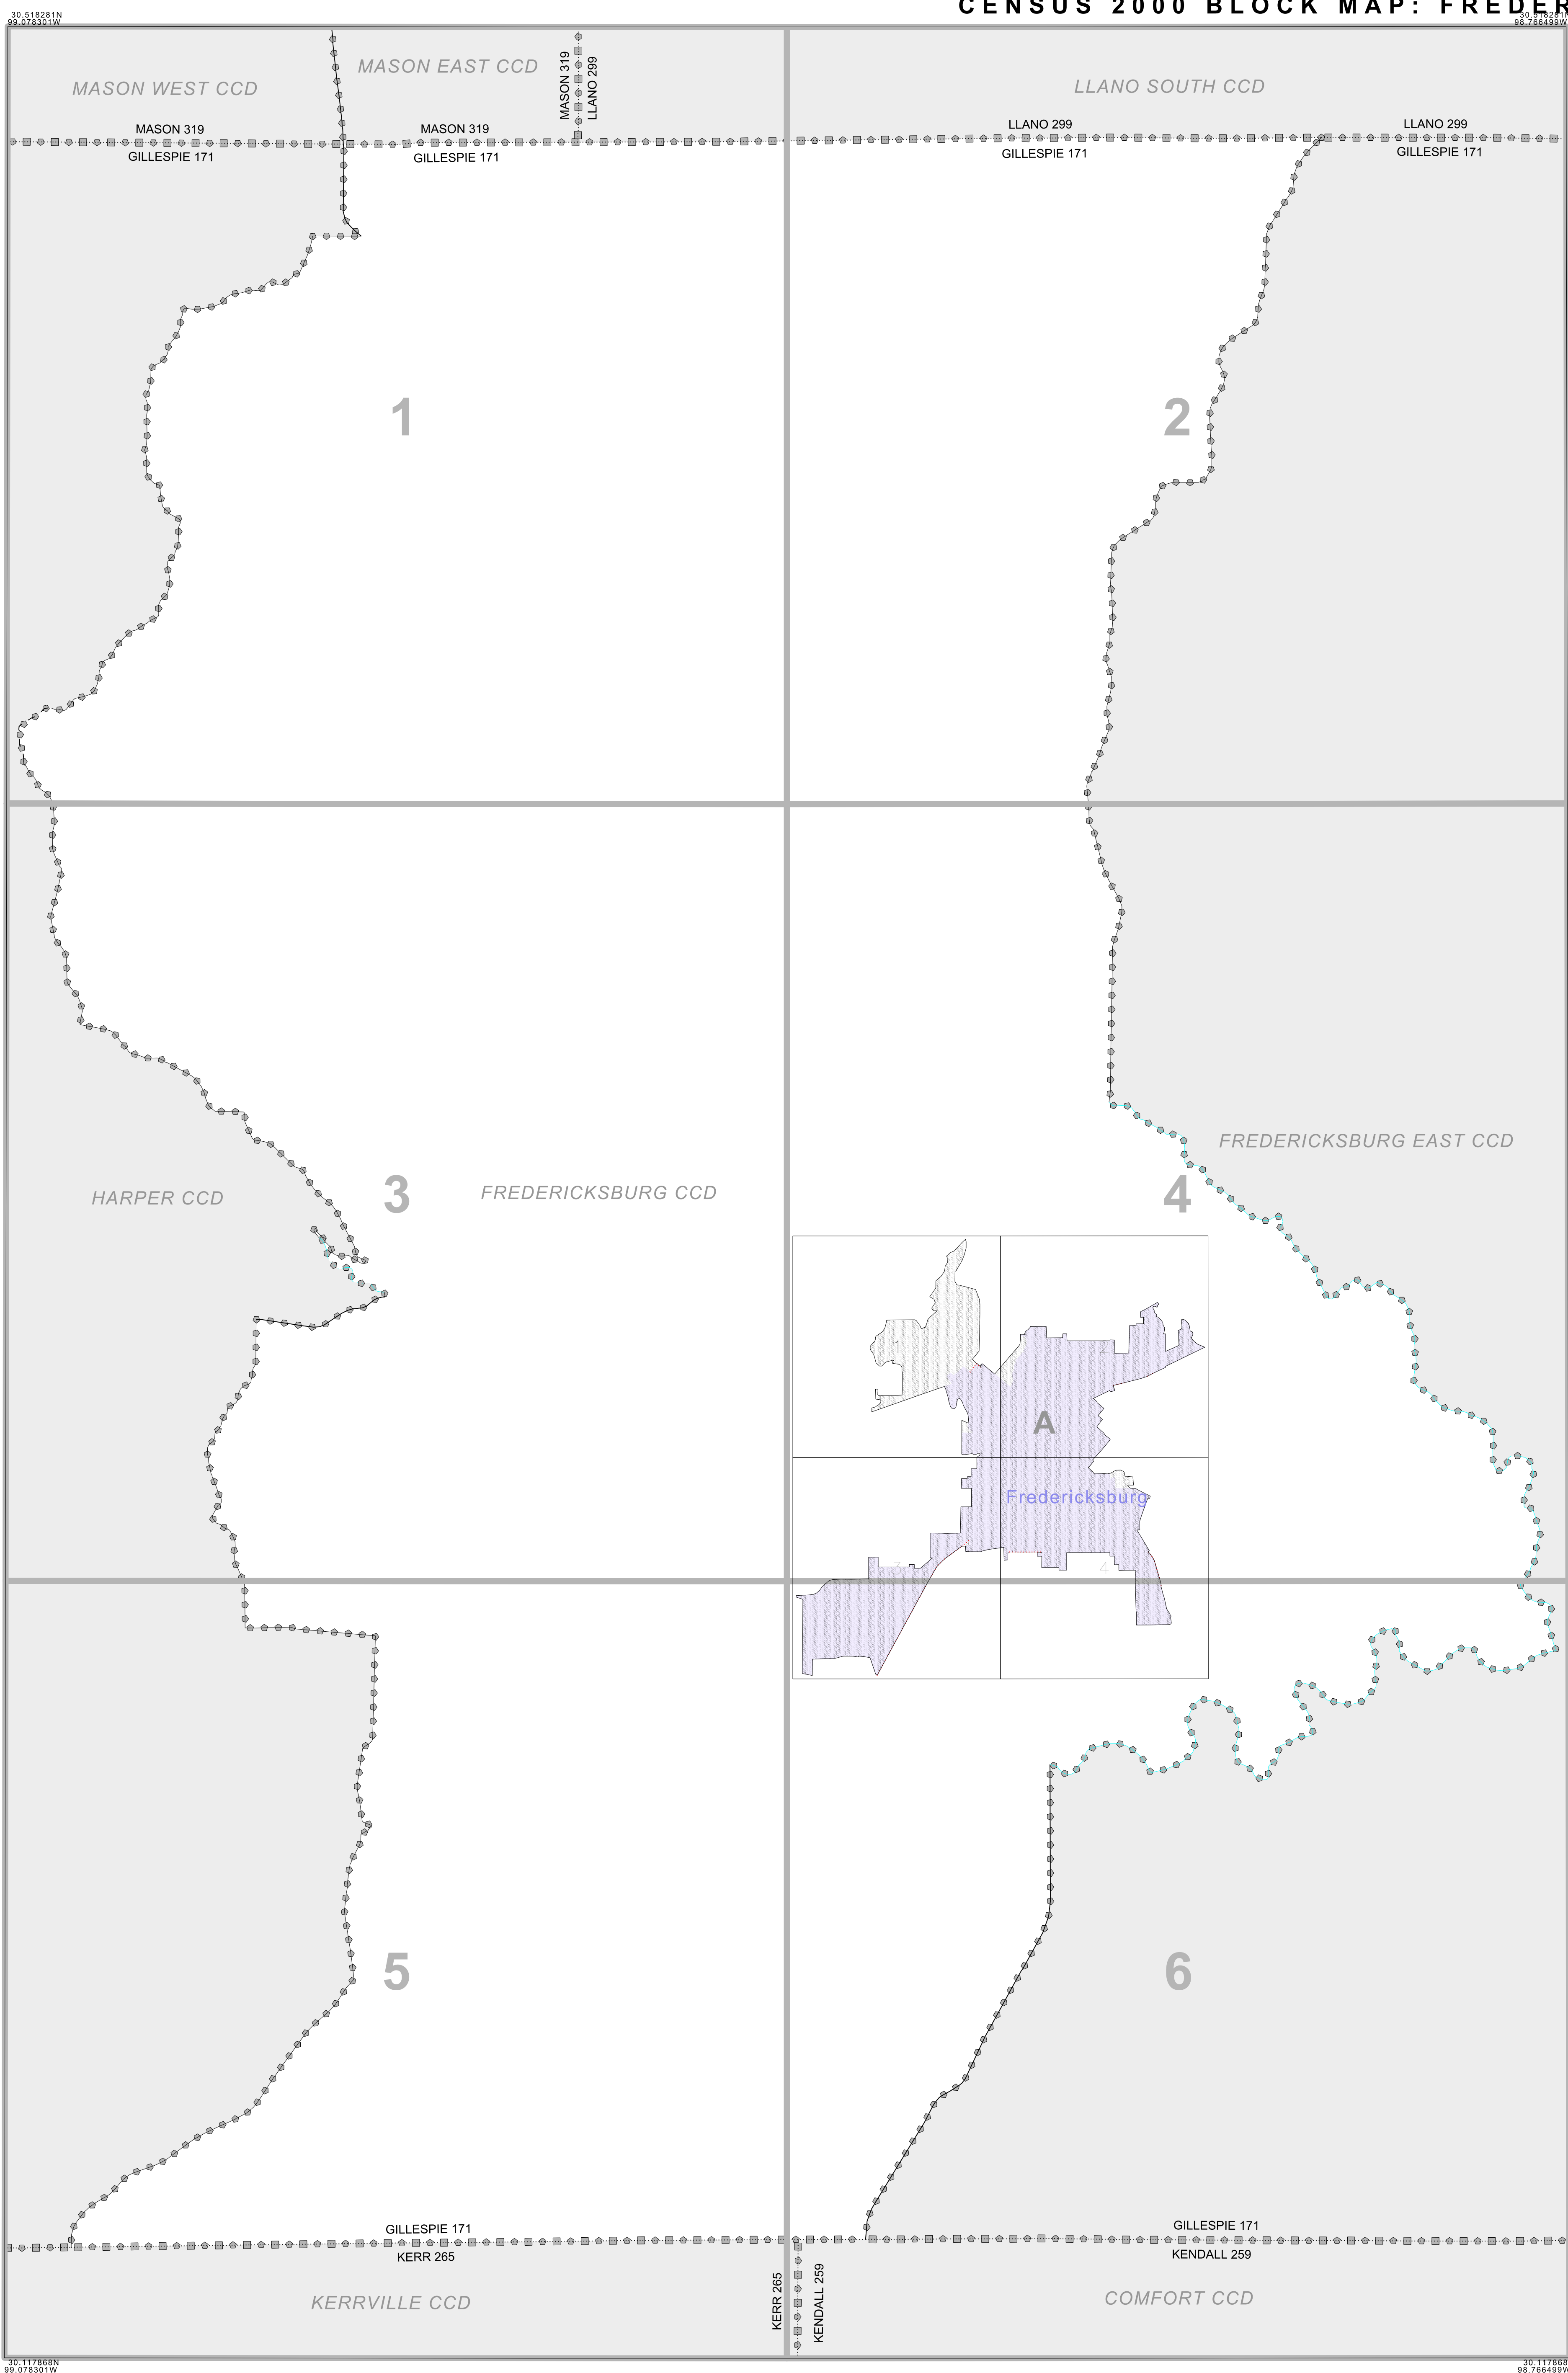 CENSUS 2000 BLOCK MAP: FREDER
30.518281N
99.078301W
98.766499W
MASON WEST CCD
MASON EAST CCD
MASON 319
LLANO 299
LLANO SOUTH CCD
MASON 319
GILLESPIE 171
MASON 319
GILLESPIE 171
LLANO 299
GILLESPIE 171
LLANO 299
GILLESPIE 171
1
2
FREDERICKSBURG EAST CCD
HARPER CCD
3
FREDERICKSBURG CCD
4
1
2
A
Fredericksburg
3
4
5
6
GILLESPIE 171
KERR 265
GILLESPIE 171
KENDALL 259
KERR 265
KENDALL 259
KERRVILLE CCD
COMFORT CCD
30.117868N
99.078301W
30.117868
98.766499W